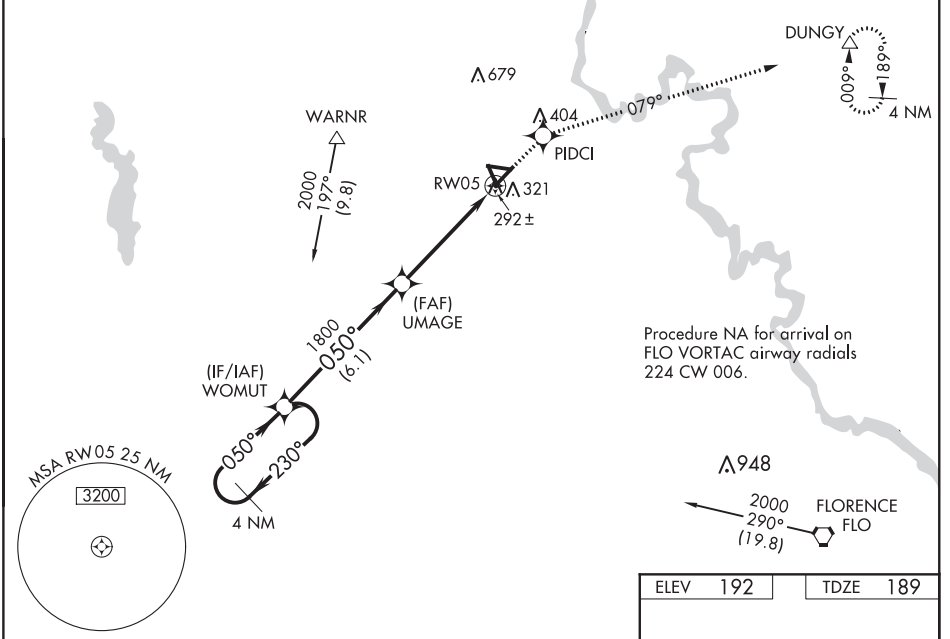 DUNGY
009°
189°
4 NM
679
079°
404
PIDCI
WARNR
2000
197°
(9.8)
RW05
321
292±
(FAF)
UMAGE
1800
050°
(6.1)
Procedure NA for arrival on
FLO VORTAC airway radials
224 CW 006.
(IF/IAF)
WOMUT
050°
230°
4 NM
MSA RW05 25 NM
3200
948
2000
290°
(19.8)
FLORENCE
FLO
ELEV 192
TDZE 189